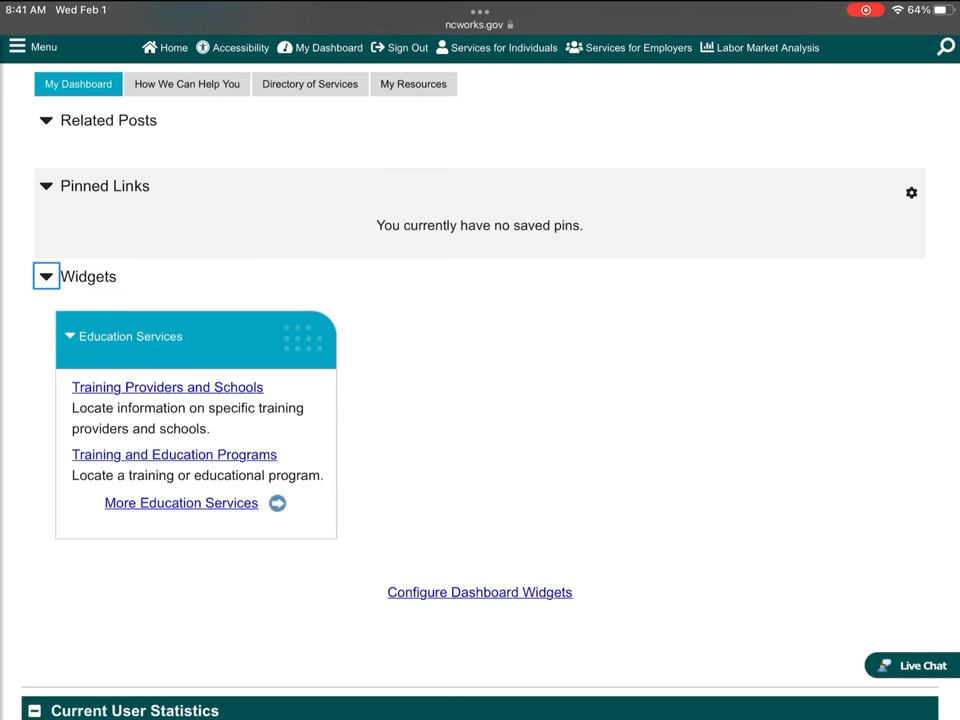 8:41 AM Wed Feb 1
64%
ncworks.gov
Menu
Home Accessibility My Dashboard Sign Out Services for Individuals Services for Employers Labor Market Analysis
My Dashboard How We Can Help You Directory of Services My Resources
Related Posts
Pinned Links
You currently have no saved pins.
Widgets
Education Services
Training Providers and Schools
Locate information on specific training
providers and schools.
Training and Education Programs
Locate a training or educational program.
More Education Services
Configure Dashboard Widgets
Live Chat
Current User Statistics